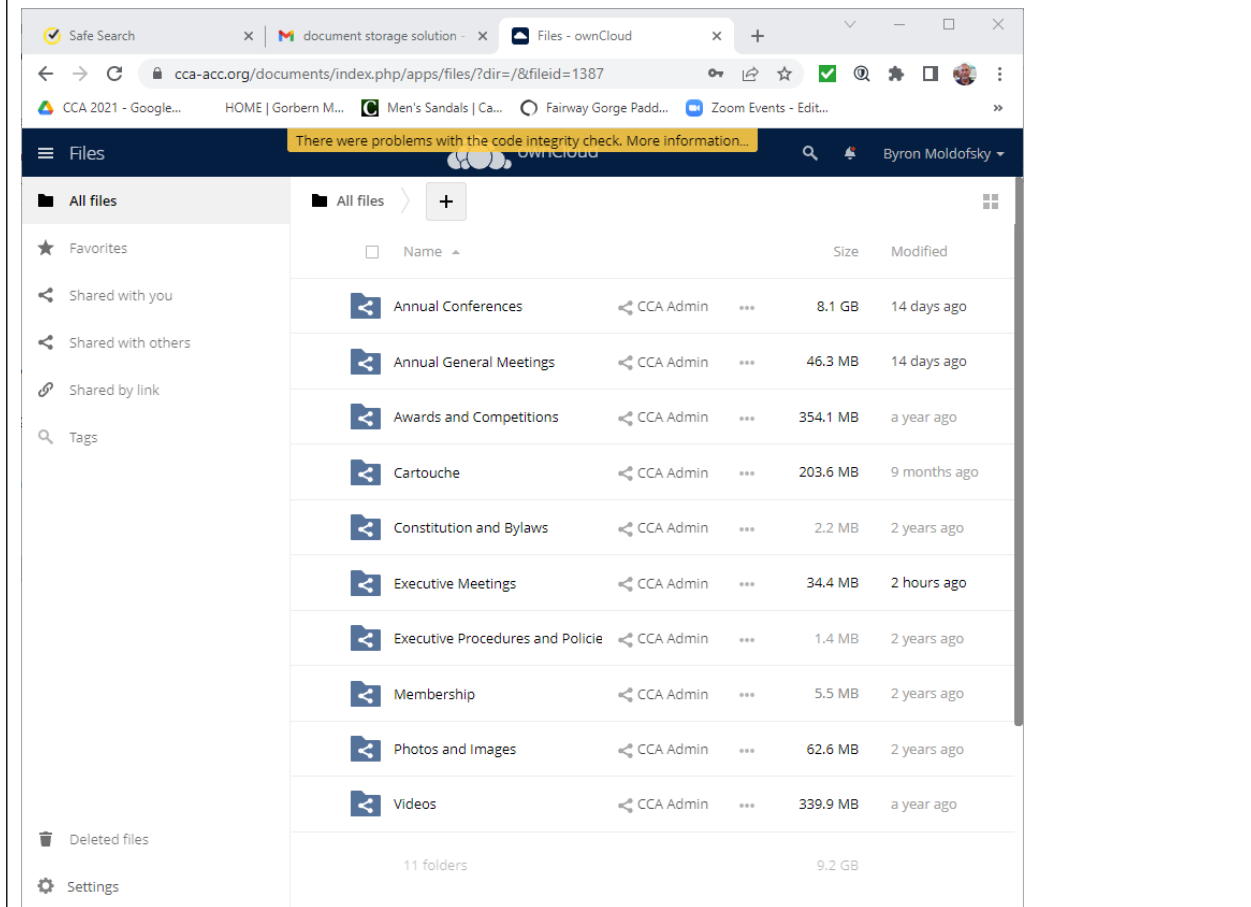 Safe Search
document storage solution -
Files - ownCloud
cca-acc.org/documents/index.php/apps/files/?dir=/&fileid=1387
CCA 2021 - Google...
HOME | Gorbern M...
Men's Sandals | Ca...
Fairway Gorge Padd...
Zoom Events - Edit...
There were problems with the code integrity check. More information...
Files
ownCloud
Byron Moldofsky
All files
Favorites
Shared with you
Shared with others
Shared by link
Tags
Deleted files
Settings
All files
Name Size Modified
Annual Conferences CCA Admin 8.1 GB 14 days ago
Annual General Meetings CCA Admin 46.3 MB 14 days ago
Awards and Competitions CCA Admin 354.1 MB a year ago
Cartouche CCA Admin 203.6 MB 9 months ago
Constitution and Bylaws CCA Admin 2.2 MB 2 years ago
Executive Meetings CCA Admin 34.4 MB 2 hours ago
Executive Procedures and Policie CCA Admin 1.4 MB 2 years ago
Membership CCA Admin 5.5 MB 2 years ago
Photos and Images CCA Admin 62.6 MB 2 years ago
Videos CCA Admin 339.9 MB a year ago
11 folders 9.2 GB